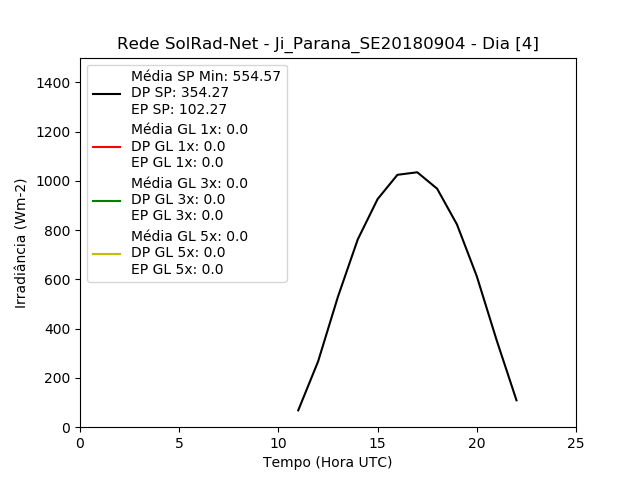 Rede SolRad-Net - Ji_Parana_SE20180904 - Dia [4]
Irradiância (Wm-2)
1400
1200
1000
800
600
400
200
0
Média SP Min: 554.57
DP SP: 354.27
EP SP: 102.27
Média GL 1x: 0.0
DP GL 1x: 0.0
EP GL 1x: 0.0
Média GL 3x: 0.0
DP GL 3x: 0.0
EP GL 3x: 0.0
Média GL 5x: 0.0
DP GL 5x: 0.0
EP GL 5x: 0.0
0 5 10 15 20 25
Tempo (Hora UTC)